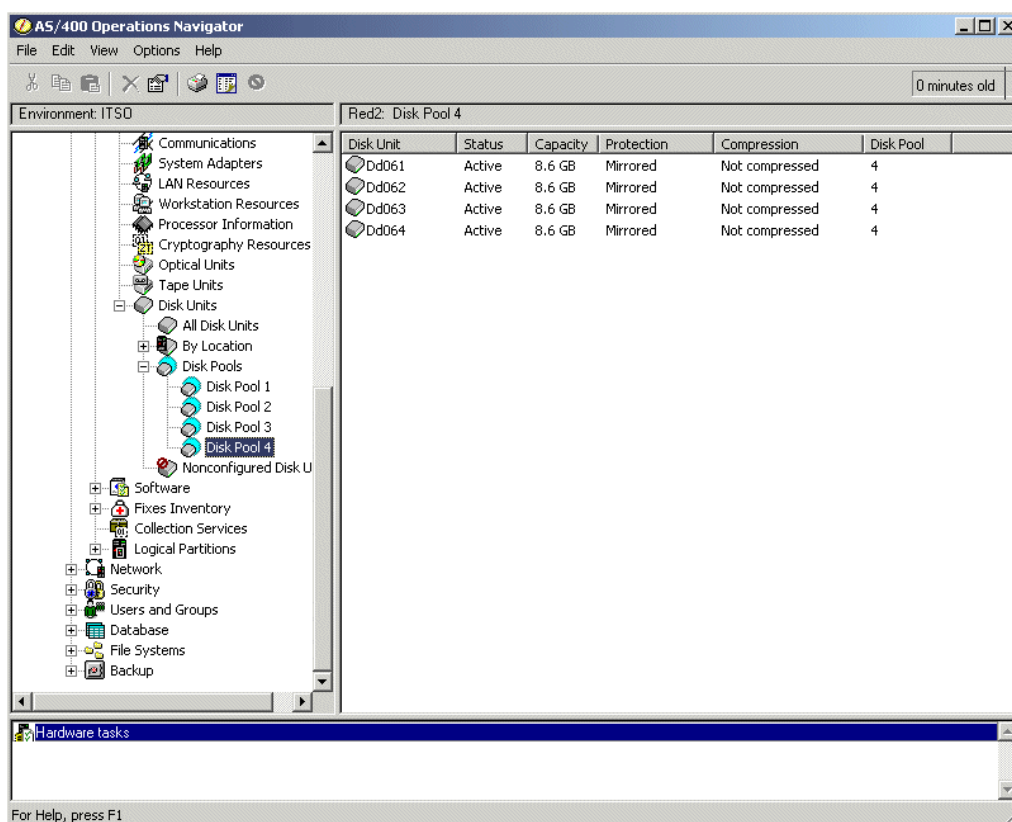 AS/400 Operations Navigator
File Edit View Options Help
0 minutes old
Environment: ITSO
Red2: Disk Pool 4
Communications
System Adapters
LAN Resources
Workstation Resources
Processor Information
Cryptography Resources
Optical Units
Tape Units
Disk Units
All Disk Units
By Location
Disk Pools
Disk Pool 1
Disk Pool 2
Disk Pool 3
Disk Pool 4
Nonconfigured Disk U
Software
Fixes Inventory
Collection Services
Logical Partitions
Network
Security
Users and Groups
Database
File Systems
Backup
Disk Unit Status Capacity Protection Compression Disk Pool
Dd061 Active 8.6 GB Mirrored Not compressed 4
Dd062 Active 8.6 GB Mirrored Not compressed 4
Dd063 Active 8.6 GB Mirrored Not compressed 4
Dd064 Active 8.6 GB Mirrored Not compressed 4
Hardware tasks
For Help, press F1